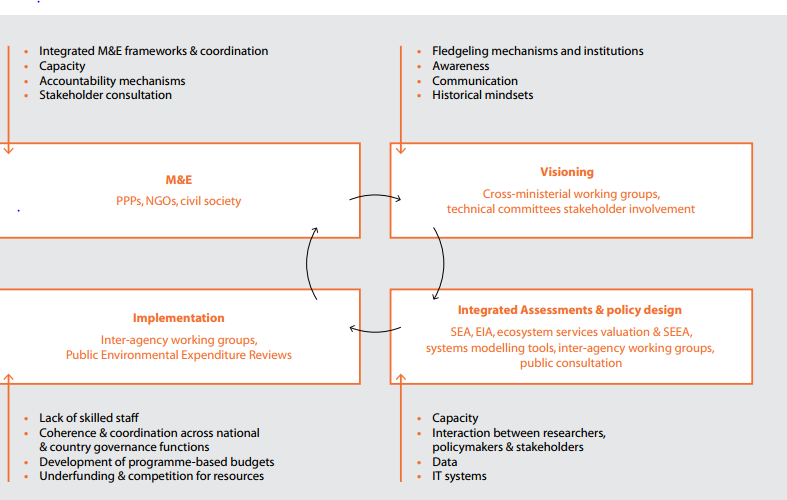 • Integrated M&E frameworks & coordination
• Capacity
• Accountability mechanisms
• Stakeholder consultation
• Fledgeling mechanisms and institutions
• Awareness
• Communication
• Historical mindsets
M&E
PPPs, NGOs, civil society
Visioning
Cross-ministerial working groups,
technical committees stakeholder involvement
Implementation
Inter-agency working groups,
Public Environmental Expenditure Reviews
Integrated Assessments & policy design
SEA, EIA, ecosystem services valuation & SEEA,
systems modelling tools, inter-agency working groups,
public consultation
• Lack of skilled staff
• Coherence & coordination across national
& country governance functions
• Development of programme-based budgets
• Underfunding & competition for resources
• Capacity
• Interaction between researchers,
policymakers & stakeholders
• Data
• IT systems